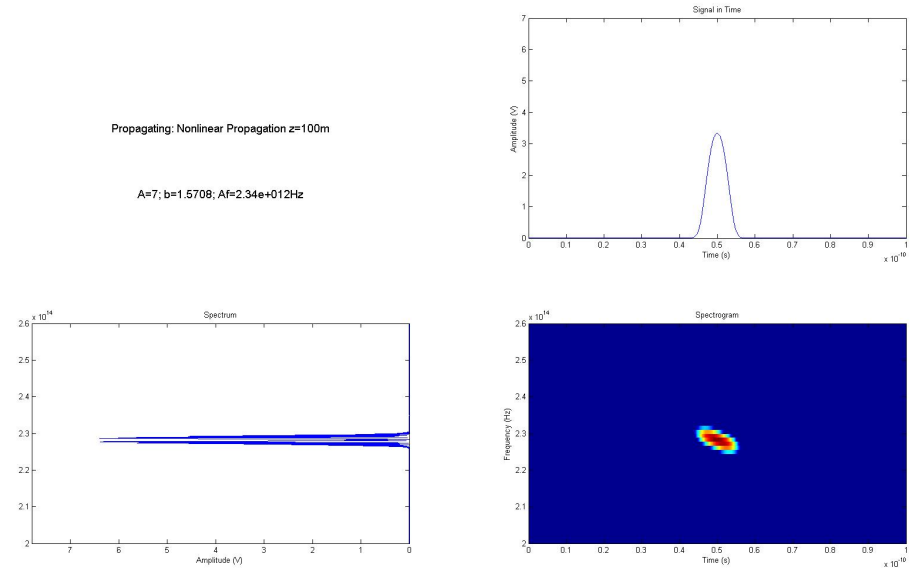 Propagating: Nonlinear Propagation z=100m
A=7; b=1.5708; Af=2.34e+012Hz
Signal in Time
7
6
5
4
3
2
1
0
Amplitude (V)
0 0.1 0.2 0.3 0.4 0.5 0.6 0.7 0.8 0.9 1
Time (s)
x 10^-10
Spectrum
x 10^14
2.6
2.5
2.4
2.3
2.2
2.1
2
7 6 5 4 3 2 1 0
Amplitude (V)
Spectrogram
x 10^14
2.6
2.5
2.4
2.3
2.2
2.1
2
Frequency (Hz)
0 0.1 0.2 0.3 0.4 0.5 0.6 0.7 0.8 0.9 1
Time (s)
x 10^-10